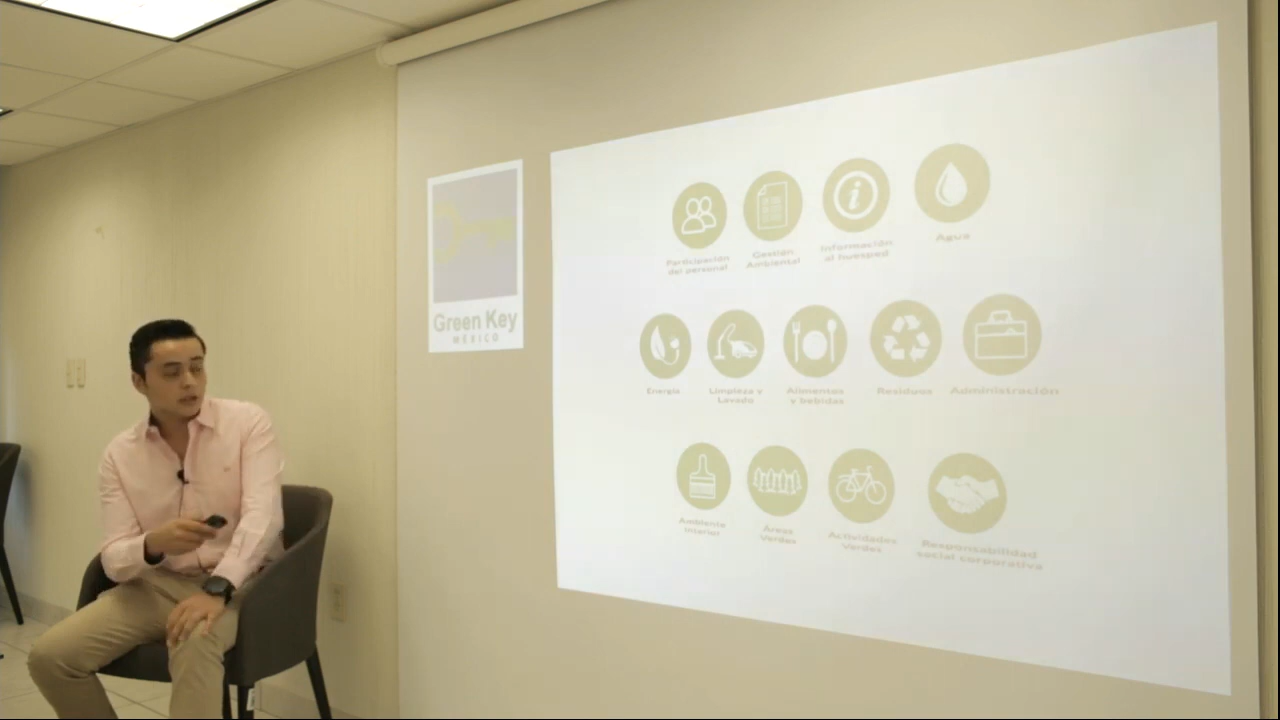 Green Key
MÉXICO
Participación
del personal
Gestión
Ambiental
Información
al huesped
Agua
Energía
Limpieza y
Lavado
Alimentos
y bebidas
Residuos
Administración
Ambiente
interior
Áreas
Verdes
Actividades
Verdes
Responsabilidad
social corporativa